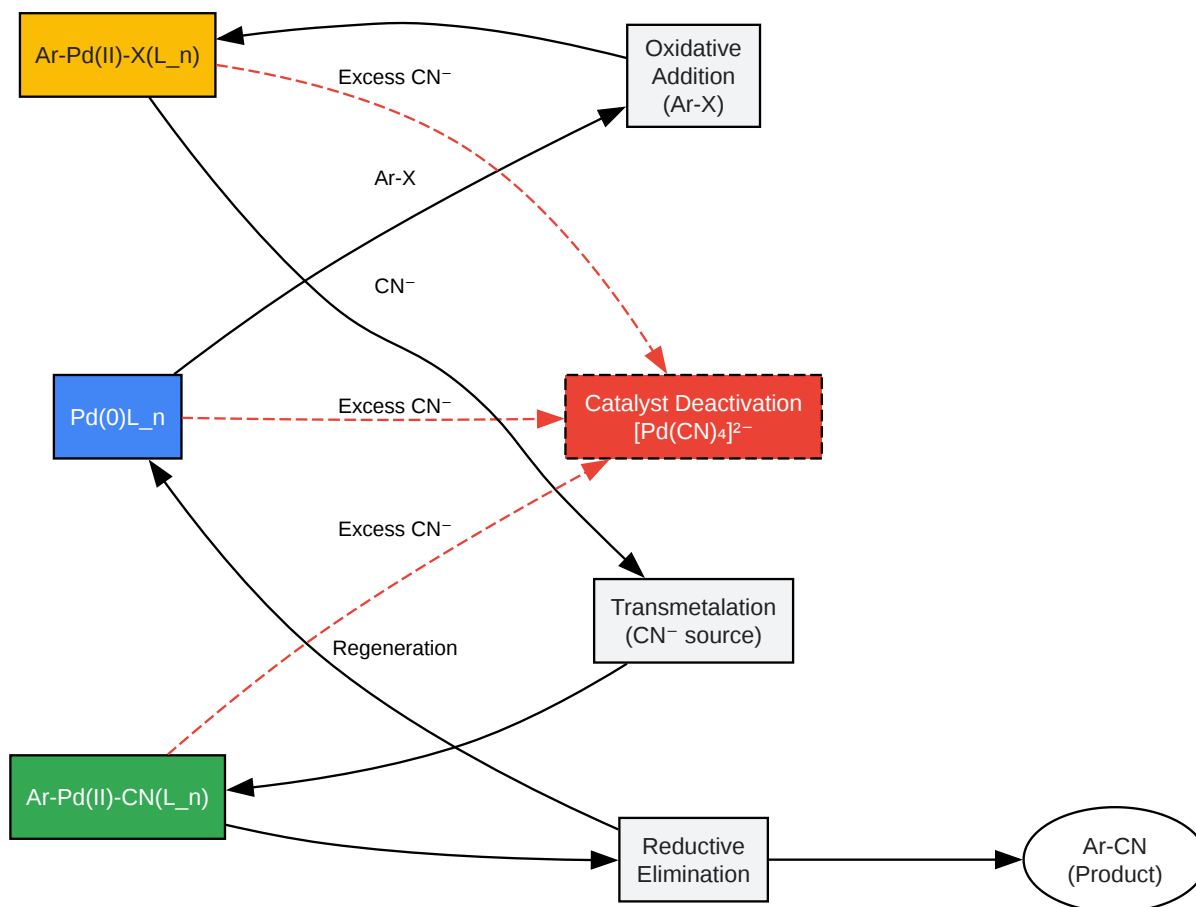 Ar-Pd(II)-X(L_n)
Oxidative
Addition
(Ar-X)
Excess CN⁻
Ar-X
CN⁻
Pd(0)L_n
Excess CN⁻
Catalyst Deactivation
[Pd(CN)₄]²⁻
Excess CN⁻
Transmetalation
(CN⁻ source)
Regeneration
Ar-Pd(II)-CN(L_n)
Reductive
Elimination
Ar-CN
(Product)